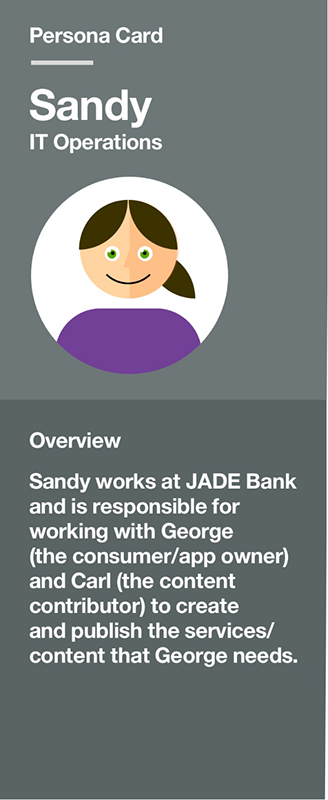 Persona Card
Sandy
IT Operations
Overview
Sandy works at JADE Bank
and is responsible for
working with George
(the consumer/app owner)
and Carl (the content
contributor) to create
and publish the services/
content that George needs.